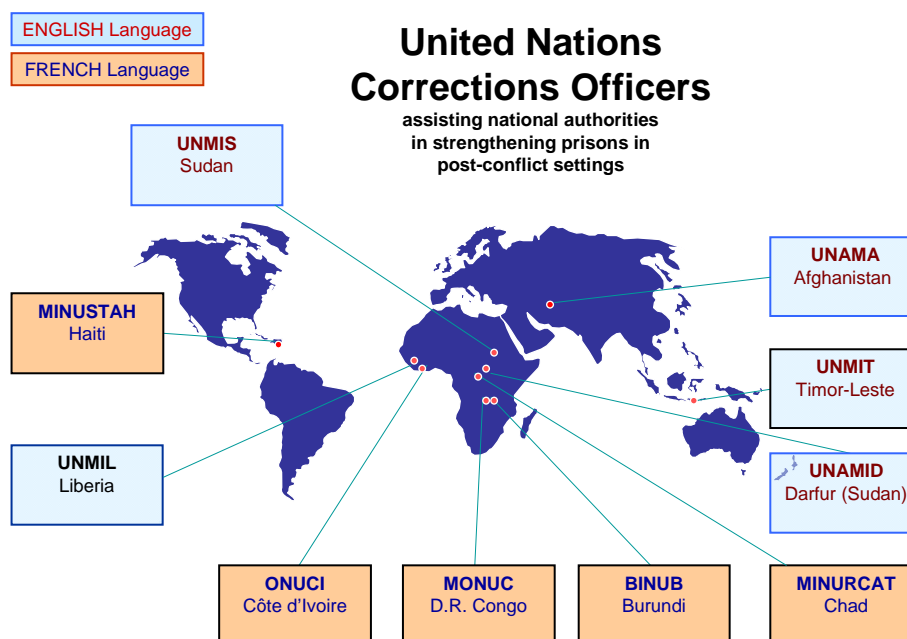 ENGLISH Language
FRENCH Language
United Nations
Corrections Officers
assisting national authorities
in strengthening prisons in
post-conflict settings
UNMIS
Sudan
UNAMA
Afghanistan
MINUSTAH
Haiti
UNMIT
Timor-Leste
UNMIL
Liberia
UNAMID
Darfur (Sudan)
ONUCI
Côte d’Ivoire
MONUC
D.R. Congo
BINUB
Burundi
MINURCAT
Chad